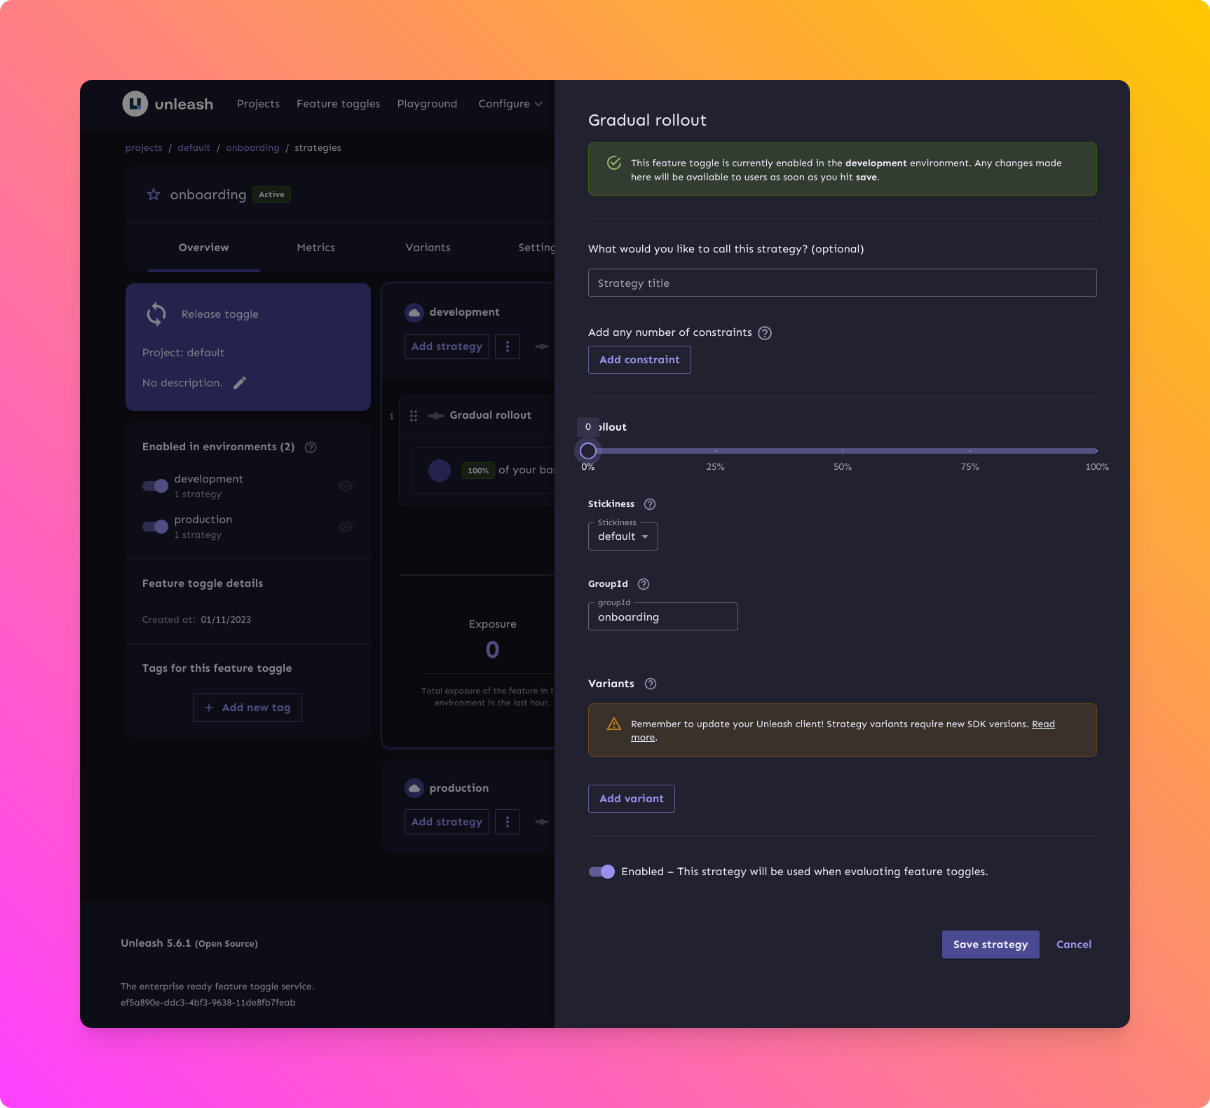 unleash
Projects Feature toggles Playground Configure
projects / default / onboarding / strategies
onboarding Active
Overview Metrics Variants Setting
Release toggle
Project: default
No description.
Enabled in environments (2)
development
1 strategy
production
1 strategy
Feature toggle details
Created at: 01/11/2023
Tags for this feature toggle
+ Add new tag
development
Add strategy
1
Gradual rollout
100% of your bas
Exposure
0
Total exposure of the feature in t
environment in the last hour.
production
Add strategy
Unleash 5.6.1 (Open Source)
The enterprise ready feature toggle service.
ef5a890e-ddc3-4bf3-9638-11de8fb7feab
Gradual rollout
This feature toggle is currently enabled in the development environment. Any changes made
here will be available to users as soon as you hit save.
What would you like to call this strategy? (optional)
Strategy title
Add any number of constraints
Add constraint
0 ollout
0% 25% 50% 75% 100%
Stickiness
Stickiness
default
GroupId
groupId
onboarding
Variants
Remember to update your Unleash client! Strategy variants require new SDK versions. Read
more.
Add variant
Enabled – This strategy will be used when evaluating feature toggles.
Save strategy Cancel